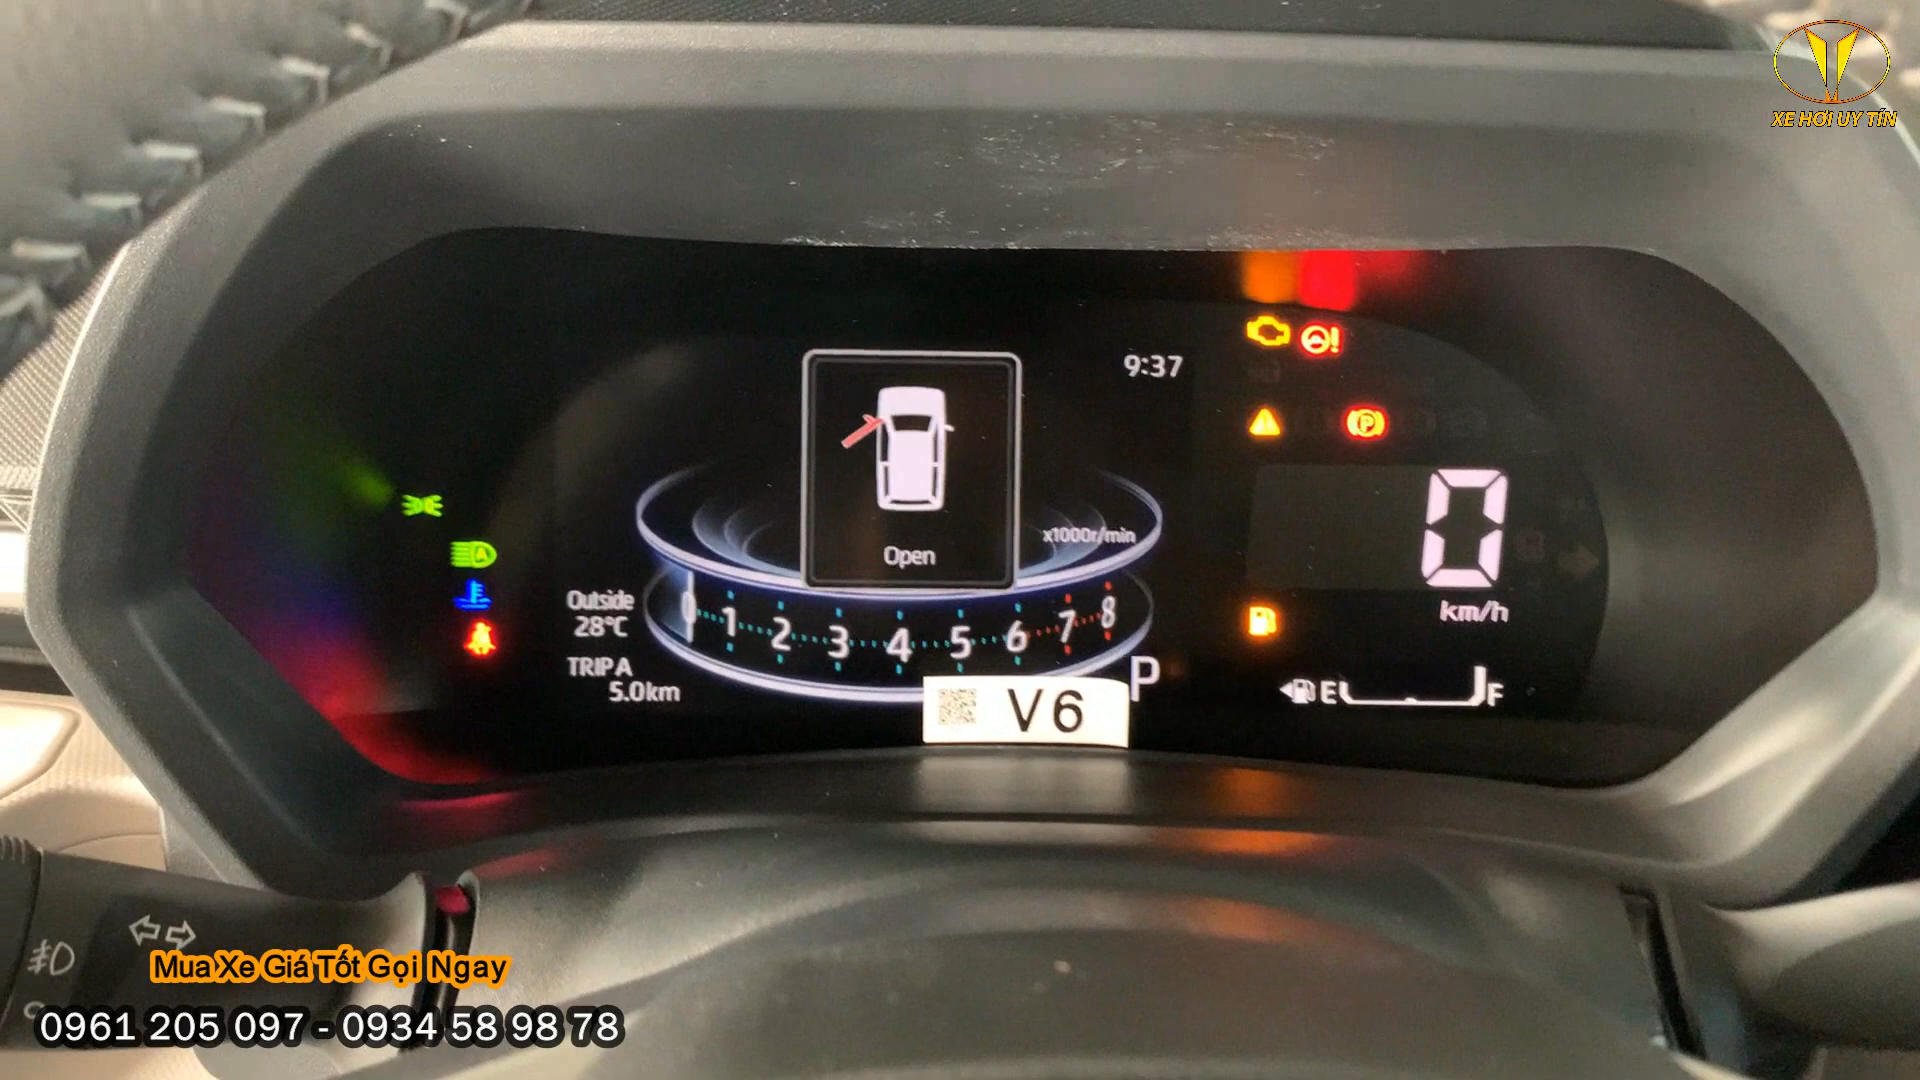 XE HƠI UY TÍN
9:37
Open
x1000r/min
Outside
28°C
0 1 2 3 4 5 6 7 8
TRIP A
5.0km
P
V6
A
P
0
km/h
E F
Mua Xe Giá Tốt Gọi Ngay
0961 205 097 - 0934 58 98 78